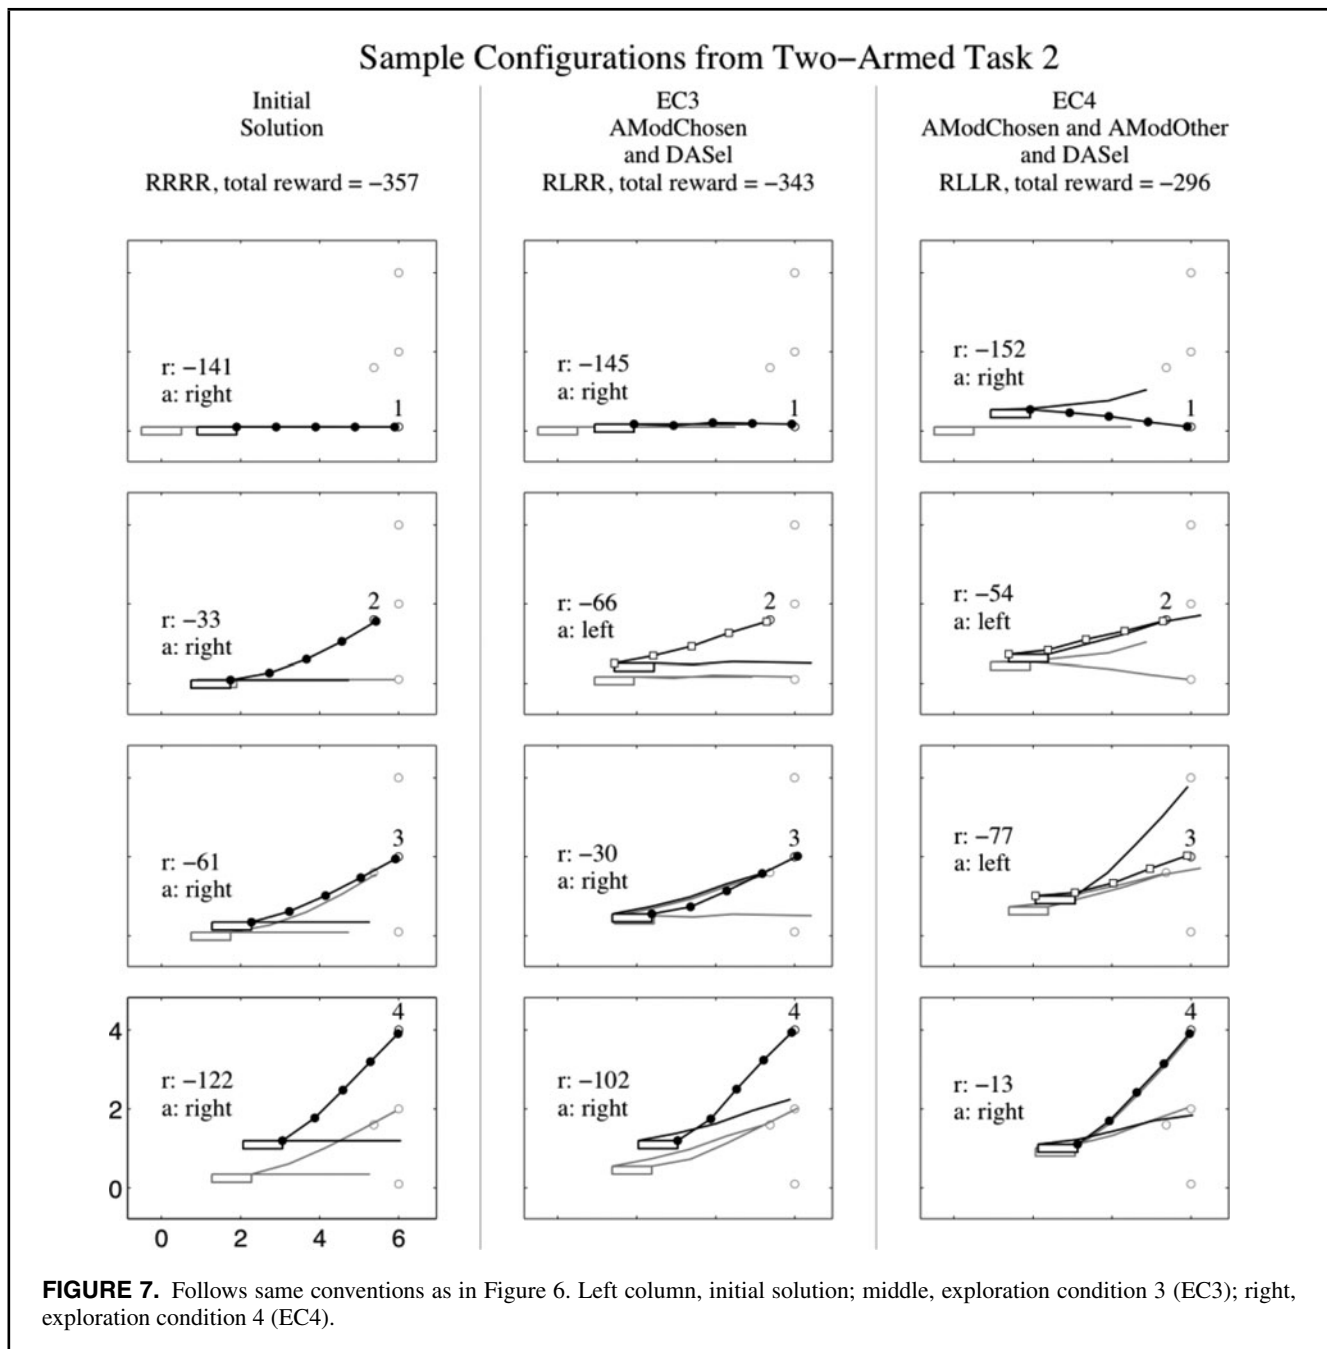 Sample Configurations from Two–Armed Task 2
Initial
Solution
RRRR, total reward = −357
EC3
AModChosen
and DASel
RLRR, total reward = −343
EC4
AModChosen and AModOther
and DASel
RLLR, total reward = −296
r: −141
a: right
1
r: −145
a: right
1
r: −152
a: right
1
r: −33
a: right
2
r: −66
a: left
2
r: −54
a: left
2
r: −61
a: right
3
r: −30
a: right
3
r: −77
a: left
3
r: −122
a: right
4
4
2
0
0 2 4 6
r: −102
a: right
4
r: −13
a: right
4
FIGURE 7. Follows same conventions as in Figure 6. Left column, initial solution; middle, exploration condition 3 (EC3); right,
exploration condition 4 (EC4).